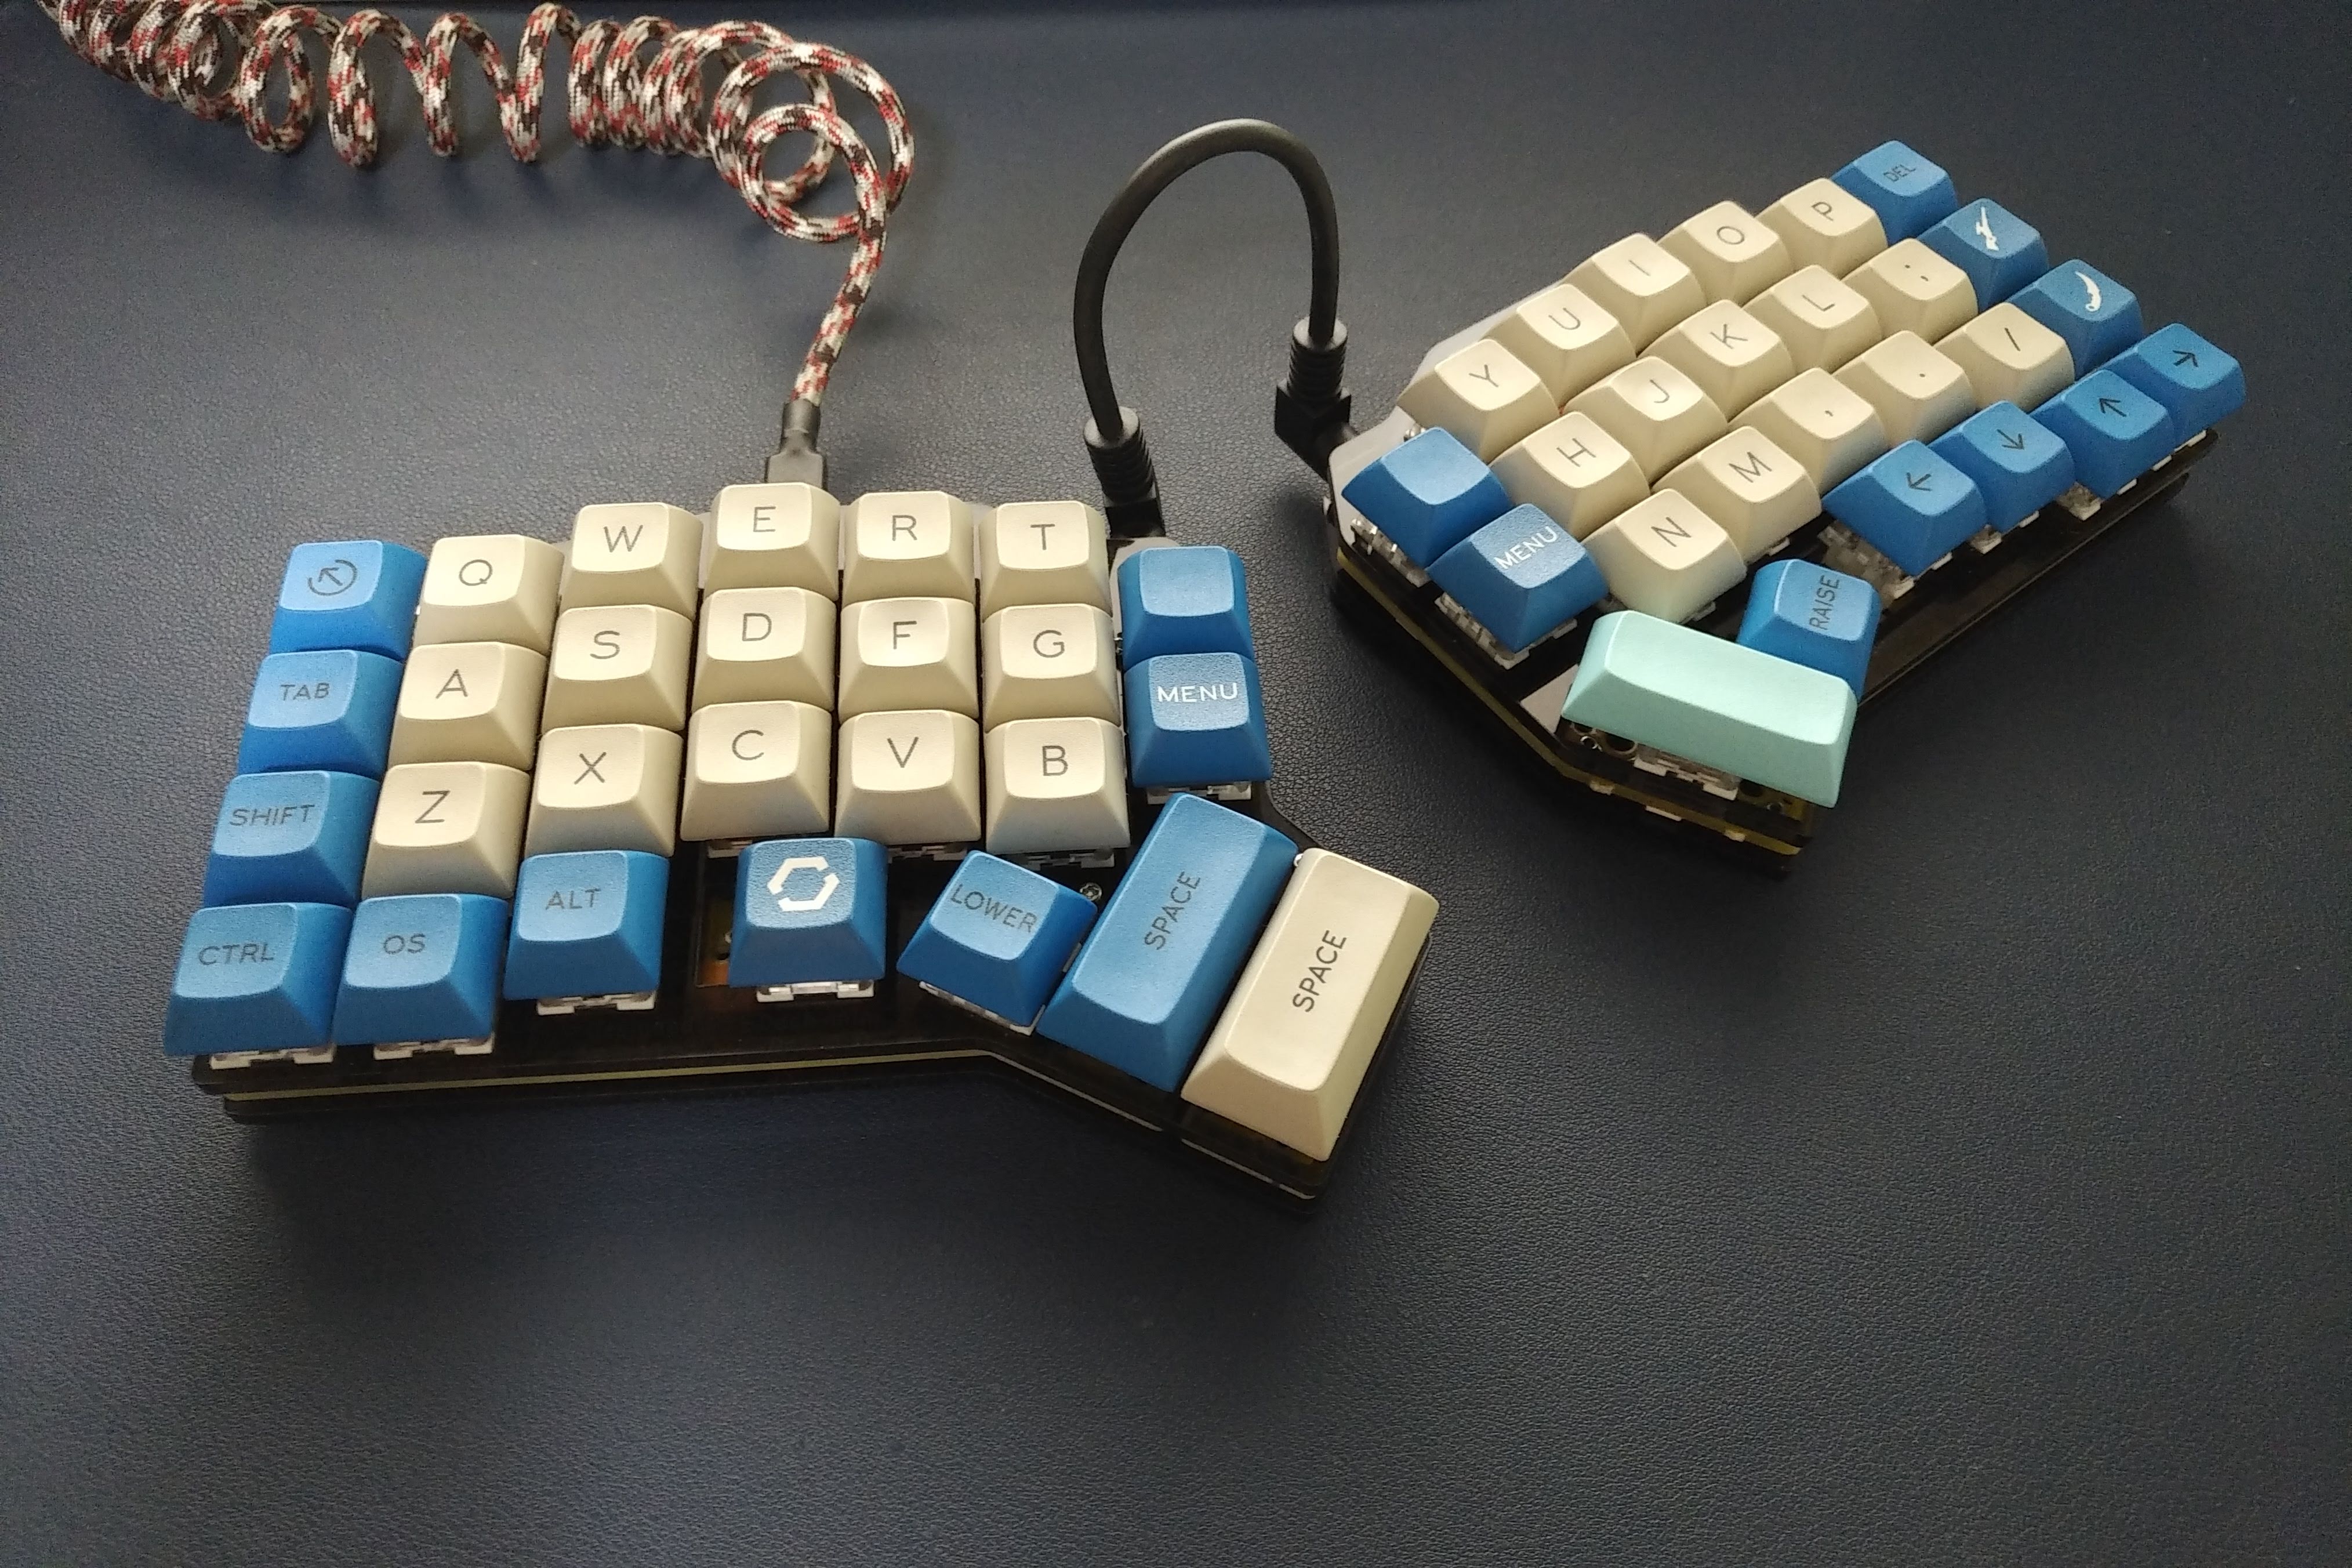 Q W E R T
TAB A S D F G MENU
SHIFT Z X C V B
CTRL OS ALT LOWER SPACE SPACE
Y U I O P DEL
H J K L :
MENU N M , . /
RAISE ← ↓ ↑ →